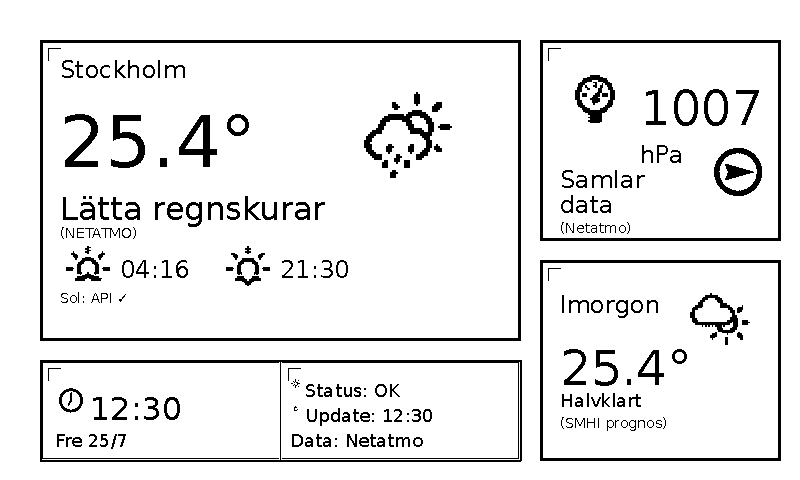 Stockholm
25.4°
Lätta regnskurar
(NETATMO)
04:16 21:30
Sol: API ✓
1007
hPa
Samlar
data
(Netatmo)
Imorgon
25.4°
Halvklart
(SMHI prognos)
12:30
Fre 25/7
Status: OK
Update: 12:30
Data: Netatmo